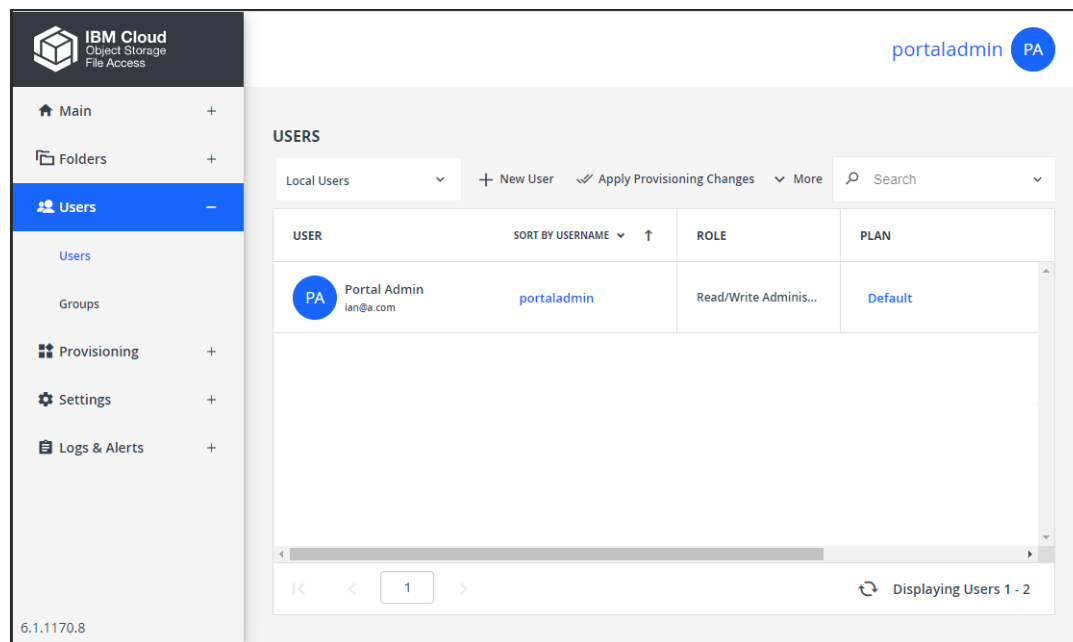 IBM Cloud
Object Storage
File Access
portaladmin PA
Main +
Folders +
Users −
Users
Groups
Provisioning +
Settings +
Logs & Alerts +
6.1.1170.8
USERS
Local Users + New User Apply Provisioning Changes More Search
USER SORT BY USERNAME ↑ ROLE PLAN
PA Portal Admin portaladmin Read/Write Adminis... Default
ian@a.com
1 Displaying Users 1 - 2